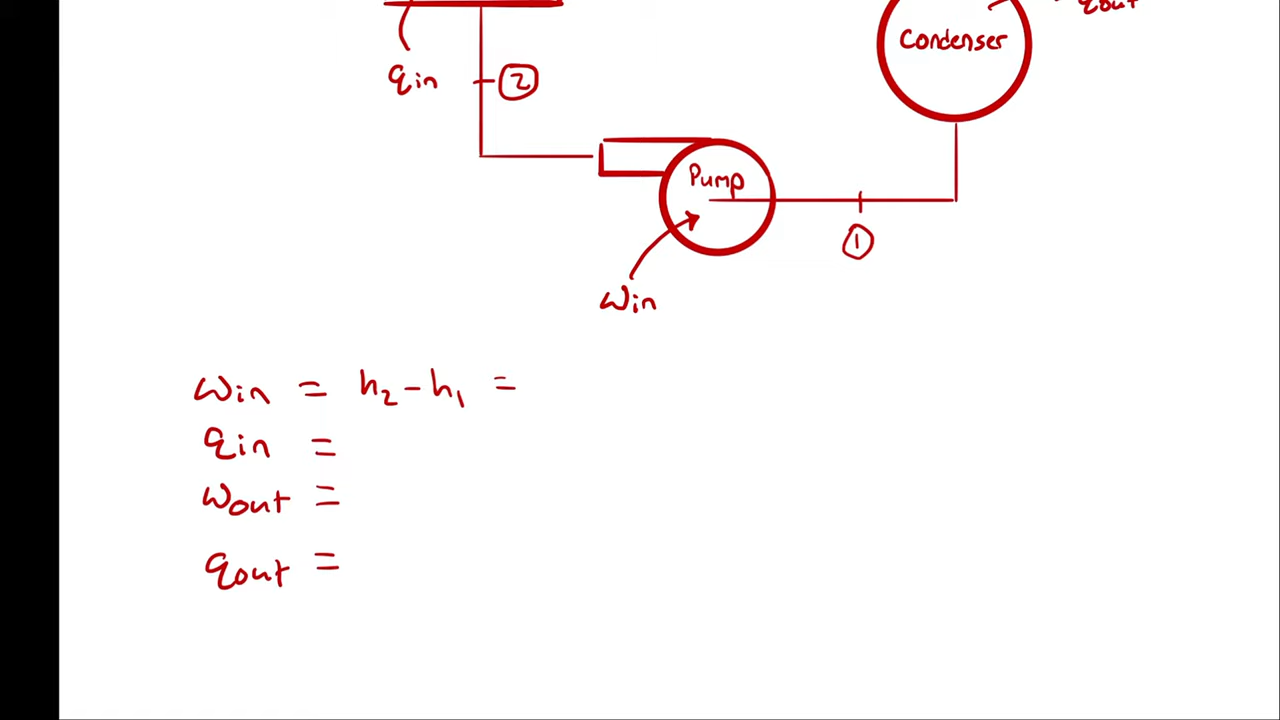 qout
Condenser
qin
2
Pump
1
win
win = h₂ - h₁ =
qin =
wout =
qout =